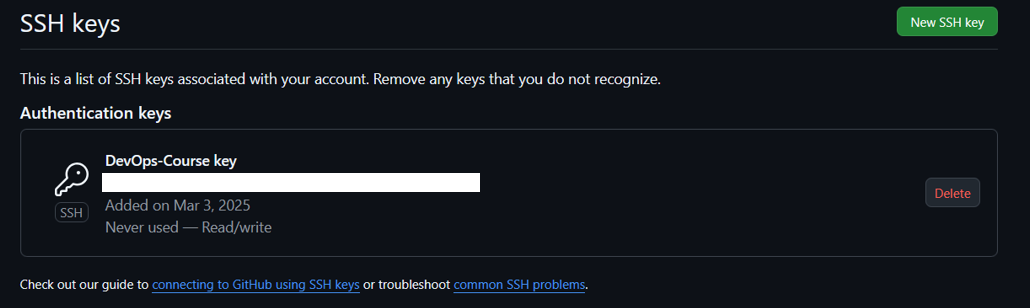 SSH keys
New SSH key
This is a list of SSH keys associated with your account. Remove any keys that you do not recognize.
Authentication keys
DevOps-Course key
SSH
Added on Mar 3, 2025
Never used — Read/write
Delete
Check out our guide to connecting to GitHub using SSH keys or troubleshoot common SSH problems.